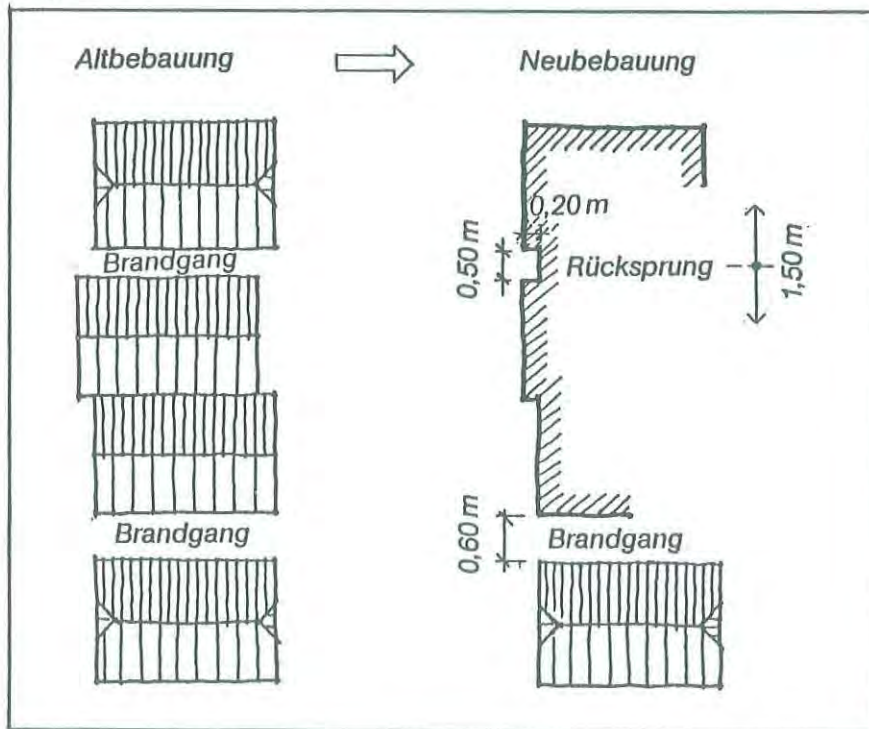 Altbebauung
Neubebauung
0,20 m
Brandgang
0,50 m
Rücksprung
1,50 m
Brandgang
0,60 m
Brandgang